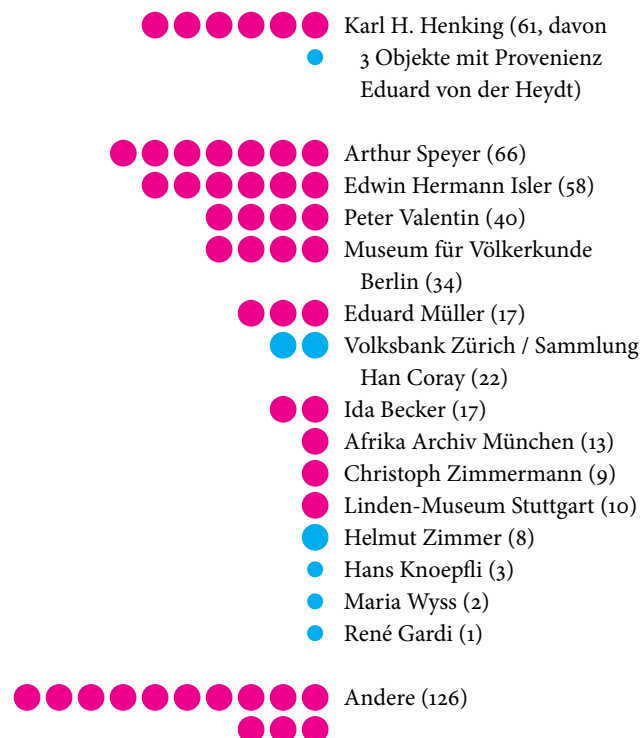 Karl H. Henking (61, davon
3 Objekte mit Provenienz
Eduard von der Heydt)
Arthur Speyer (66)
Edwin Hermann Isler (58)
Peter Valentin (40)
Museum für Völkerkunde
Berlin (34)
Eduard Müller (17)
Volksbank Zürich / Sammlung
Han Coray (22)
Ida Becker (17)
Afrika Archiv München (13)
Christoph Zimmermann (9)
Linden-Museum Stuttgart (10)
Helmut Zimmer (8)
Hans Knoepfli (3)
Maria Wyss (2)
René Gardi (1)
Andere (126)